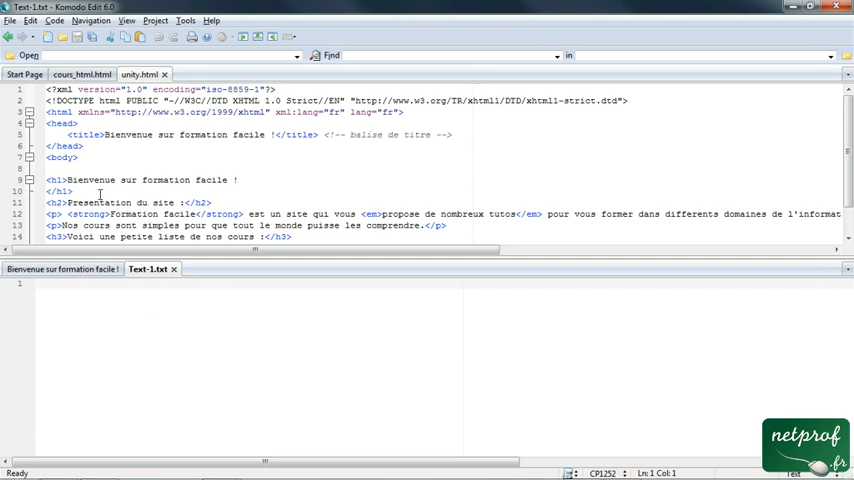 Text-1.txt - Komodo Edit 6.0
File Edit Code Navigation View Project Tools Help
Open Find in
Start Page cours_html.html unity.html
1 <?xml version="1.0" encoding="iso-8859-1"?>
2 <!DOCTYPE html PUBLIC "-//W3C//DTD XHTML 1.0 Strict//EN" "http://www.w3.org/TR/xhtml1/DTD/xhtml1-strict.dtd">
3 <html xmlns="http://www.w3.org/1999/xhtml" xml:lang="fr" lang="fr">
4 <head>
5 <title>Bienvenue sur formation facile !</title> <!-- balise de titre -->
6 </head>
7 <body>
8
9 <h1>Bienvenue sur formation facile !
10 </h1>
11 <h2>Presentation du site :</h2>
12 <p> <strong>Formation facile</strong> est un site qui vous <em>propose de nombreux tutos</em> pour vous former dans differents domaines de l'informat
13 <p>Nos cours sont simples pour que tout le monde puisse les comprendre.</p>
14 <h3>Voici une petite liste de nos cours :</h3>
Bienvenue sur formation facile ! Text-1.txt
1
netprof
.fr
Ready CP1252 Ln: 1 Col: 1 Text